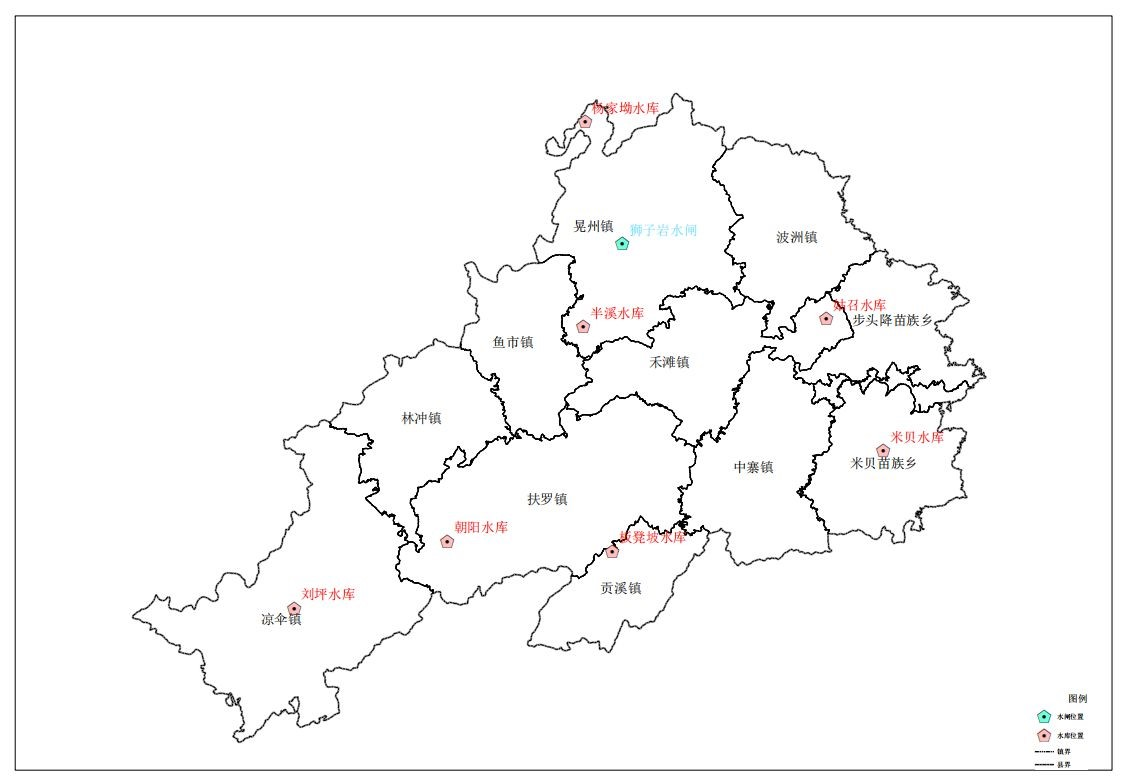 杨家坳水库
晃州镇
狮子岩水闸
波洲镇
姑召水库
步头降苗族乡
半溪水库
鱼市镇
禾滩镇
林冲镇
米贝水库
米贝苗族乡
中寨镇
扶罗镇
朝阳水库
板凳坡水库
贡溪镇
刘坪水库
凉伞镇
图例
水闸位置
水库位置
镇界
县界